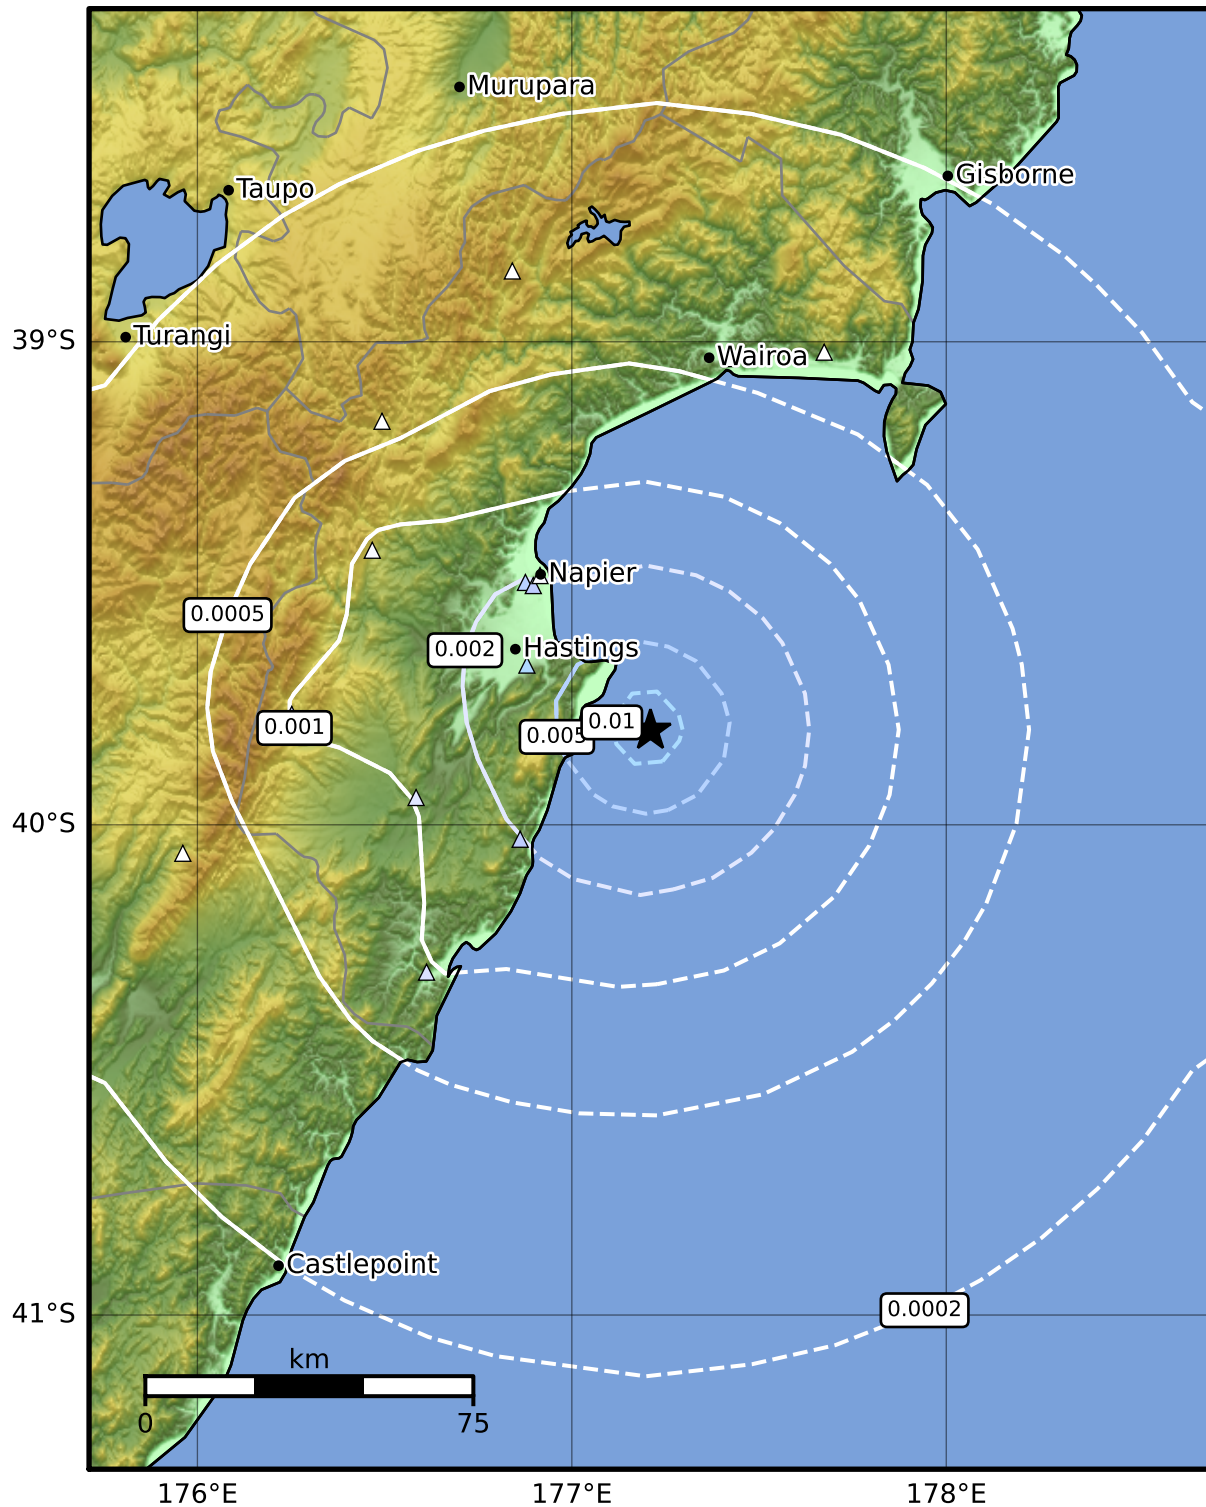 Murupara
Gisborne
Taupo
Turangi
39°S
Wairoa
Napier
0.0005
0.002
Hastings
0.001
0.005
0.01
40°S
Castlepoint
0.0002
41°S
km
0
75
176°E
177°E
178°E